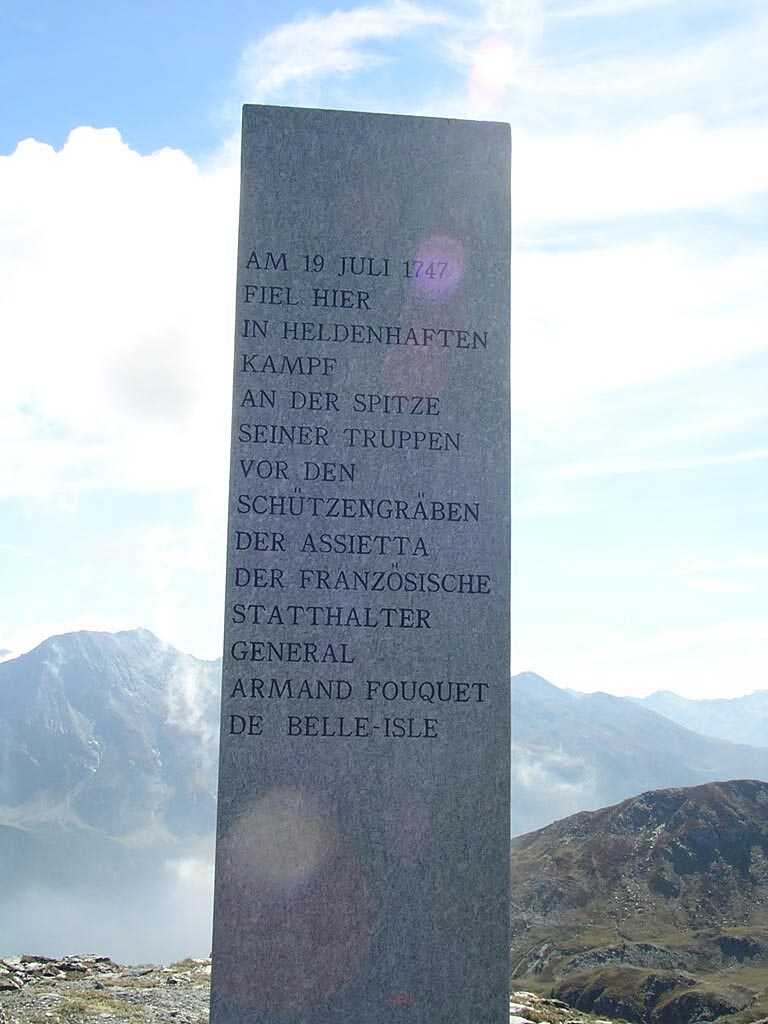 AM 19 JULI 1747
FIEL HIER
IN HELDENHAFTEN
KAMPF
AN DER SPITZE
SEINER TRUPPEN
VOR DEN
SCHÜTZENGRÄBEN
DER ASSIETTA
DER FRANZÖSISCHE
STATTHALTER
GENERAL
ARMAND FOUQUET
DE BELLE-ISLE